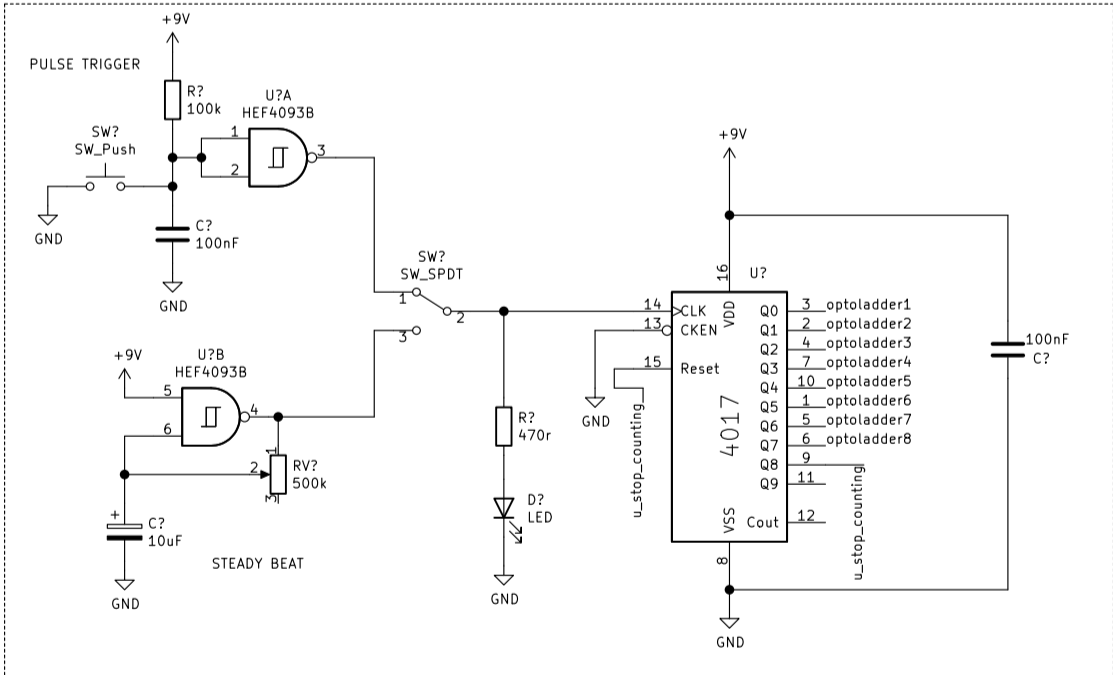 +9V
PULSE TRIGGER
R?
100k
U?A
HEF4093B
1
2
3
SW?
SW_Push
GND
C?
100nF
GND
SW?
SW_SPDT
1
2
3
+9V
U?B
HEF4093B
5
6
4
1
2
3
RV?
500k
+
C?
10uF
GND
STEADY BEAT
R?
470r
D?
LED
GND
+9V
16
U?
14
CLK
VDD
13
CKEN
15
Reset
GND
u_stop_counting
4017
Q0 3 optoladder1
Q1 2 optoladder2
Q2 4 optoladder3
Q3 7 optoladder4
Q4 10 optoladder5
Q5 1 optoladder6
Q6 5 optoladder7
Q7 6 optoladder8
Q8 9
Q9 11
Cout 12
u_stop_counting
VSS
8
GND
100nF
C?